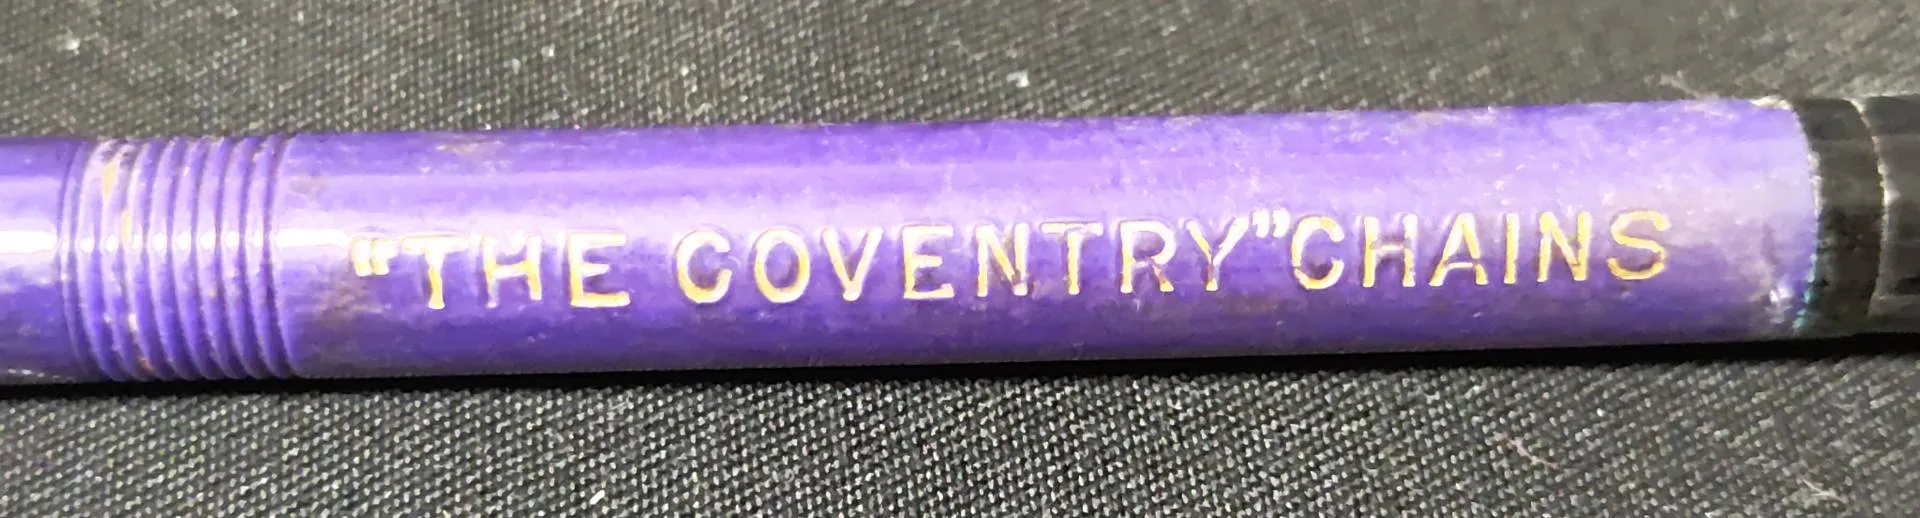 “THE COVENTRY” CHAINS